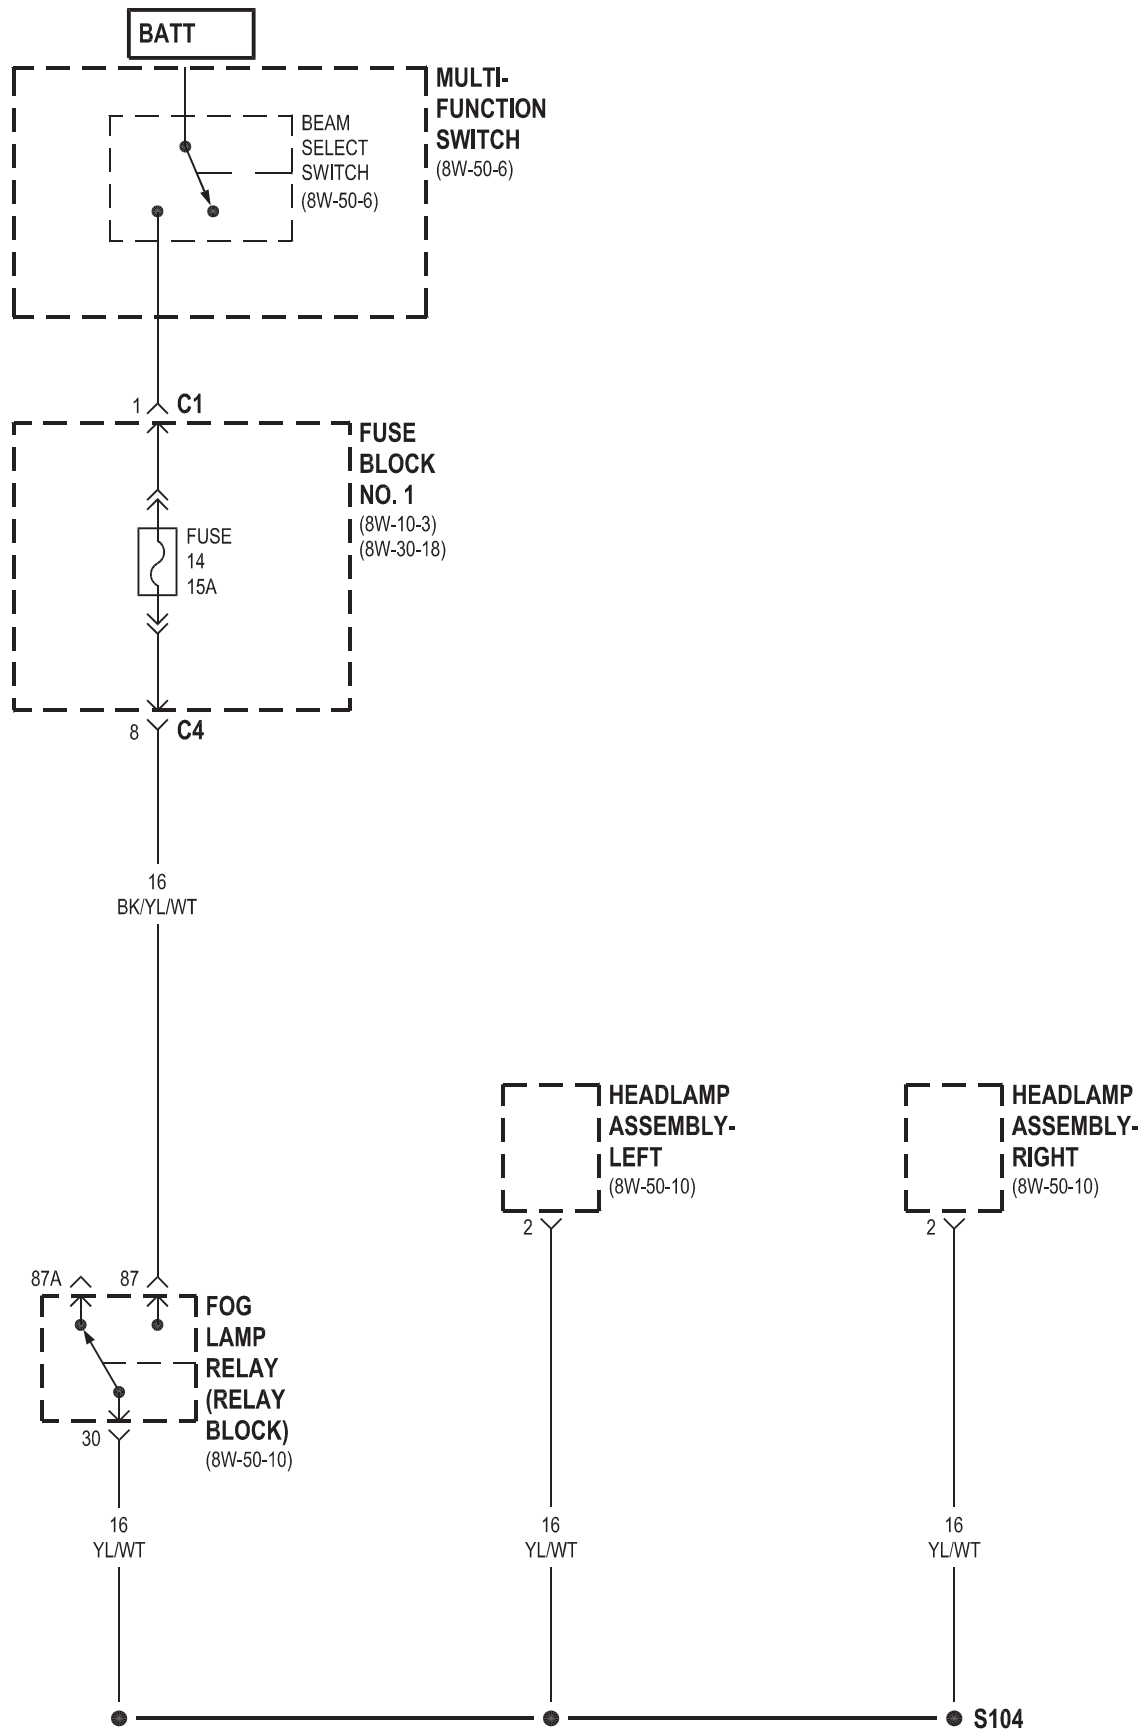 BATT
MULTI-
FUNCTION
SWITCH
(8W-50-6)
BEAM
SELECT
SWITCH
(8W-50-6)
1 C1
FUSE
BLOCK
NO. 1
(8W-10-3)
(8W-30-18)
FUSE
14
15A
8 C4
16
BK/YL/WT
HEADLAMP
ASSEMBLY-
LEFT
(8W-50-10)
2
HEADLAMP
ASSEMBLY-
RIGHT
(8W-50-10)
2
87A 87
FOG
LAMP
RELAY
(RELAY
BLOCK)
(8W-50-10)
30
16
YL/WT
16
YL/WT
16
YL/WT
S104